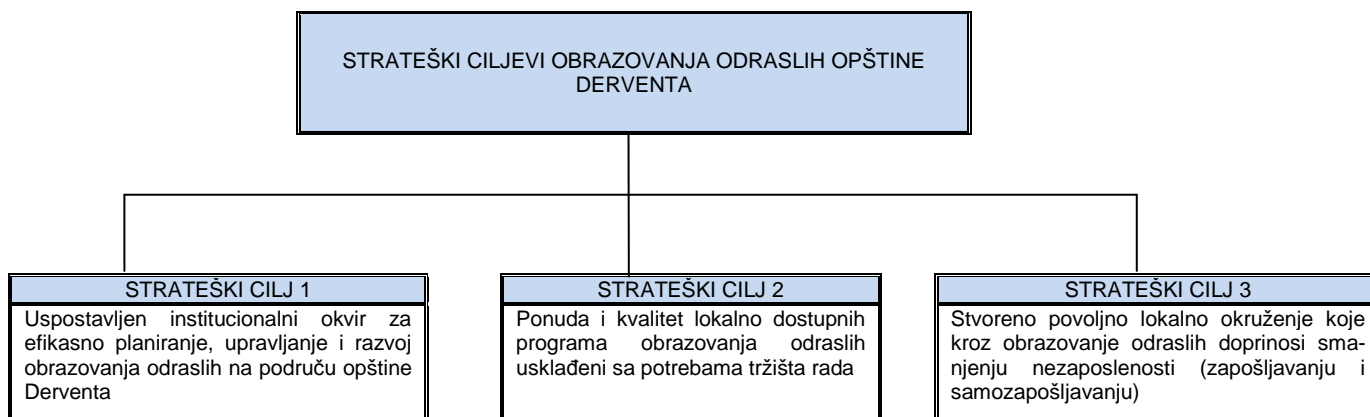 STRATEŠKI CILJEVI OBRAZOVANJA ODRASLIH OPŠTINE
DERVENTA
STRATEŠKI CILJ 1
Uspostavljen institucionalni okvir za
efikasno planiranje, upravljanje i razvoj
obrazovanja odraslih na područu opštine
Derventa
STRATEŠKI CILJ 2
Ponuda i kvalitet lokalno dostupnih
programa obrazovanja odraslih
usklađeni sa potrebama tržišta rada
STRATEŠKI CILJ 3
Stvoreno povoljno lokalno okruženje koje
kroz obrazovanje odraslih doprinosi sma-
njenju nezaposlenosti (zapošljavanju i
samozapošljavanju)